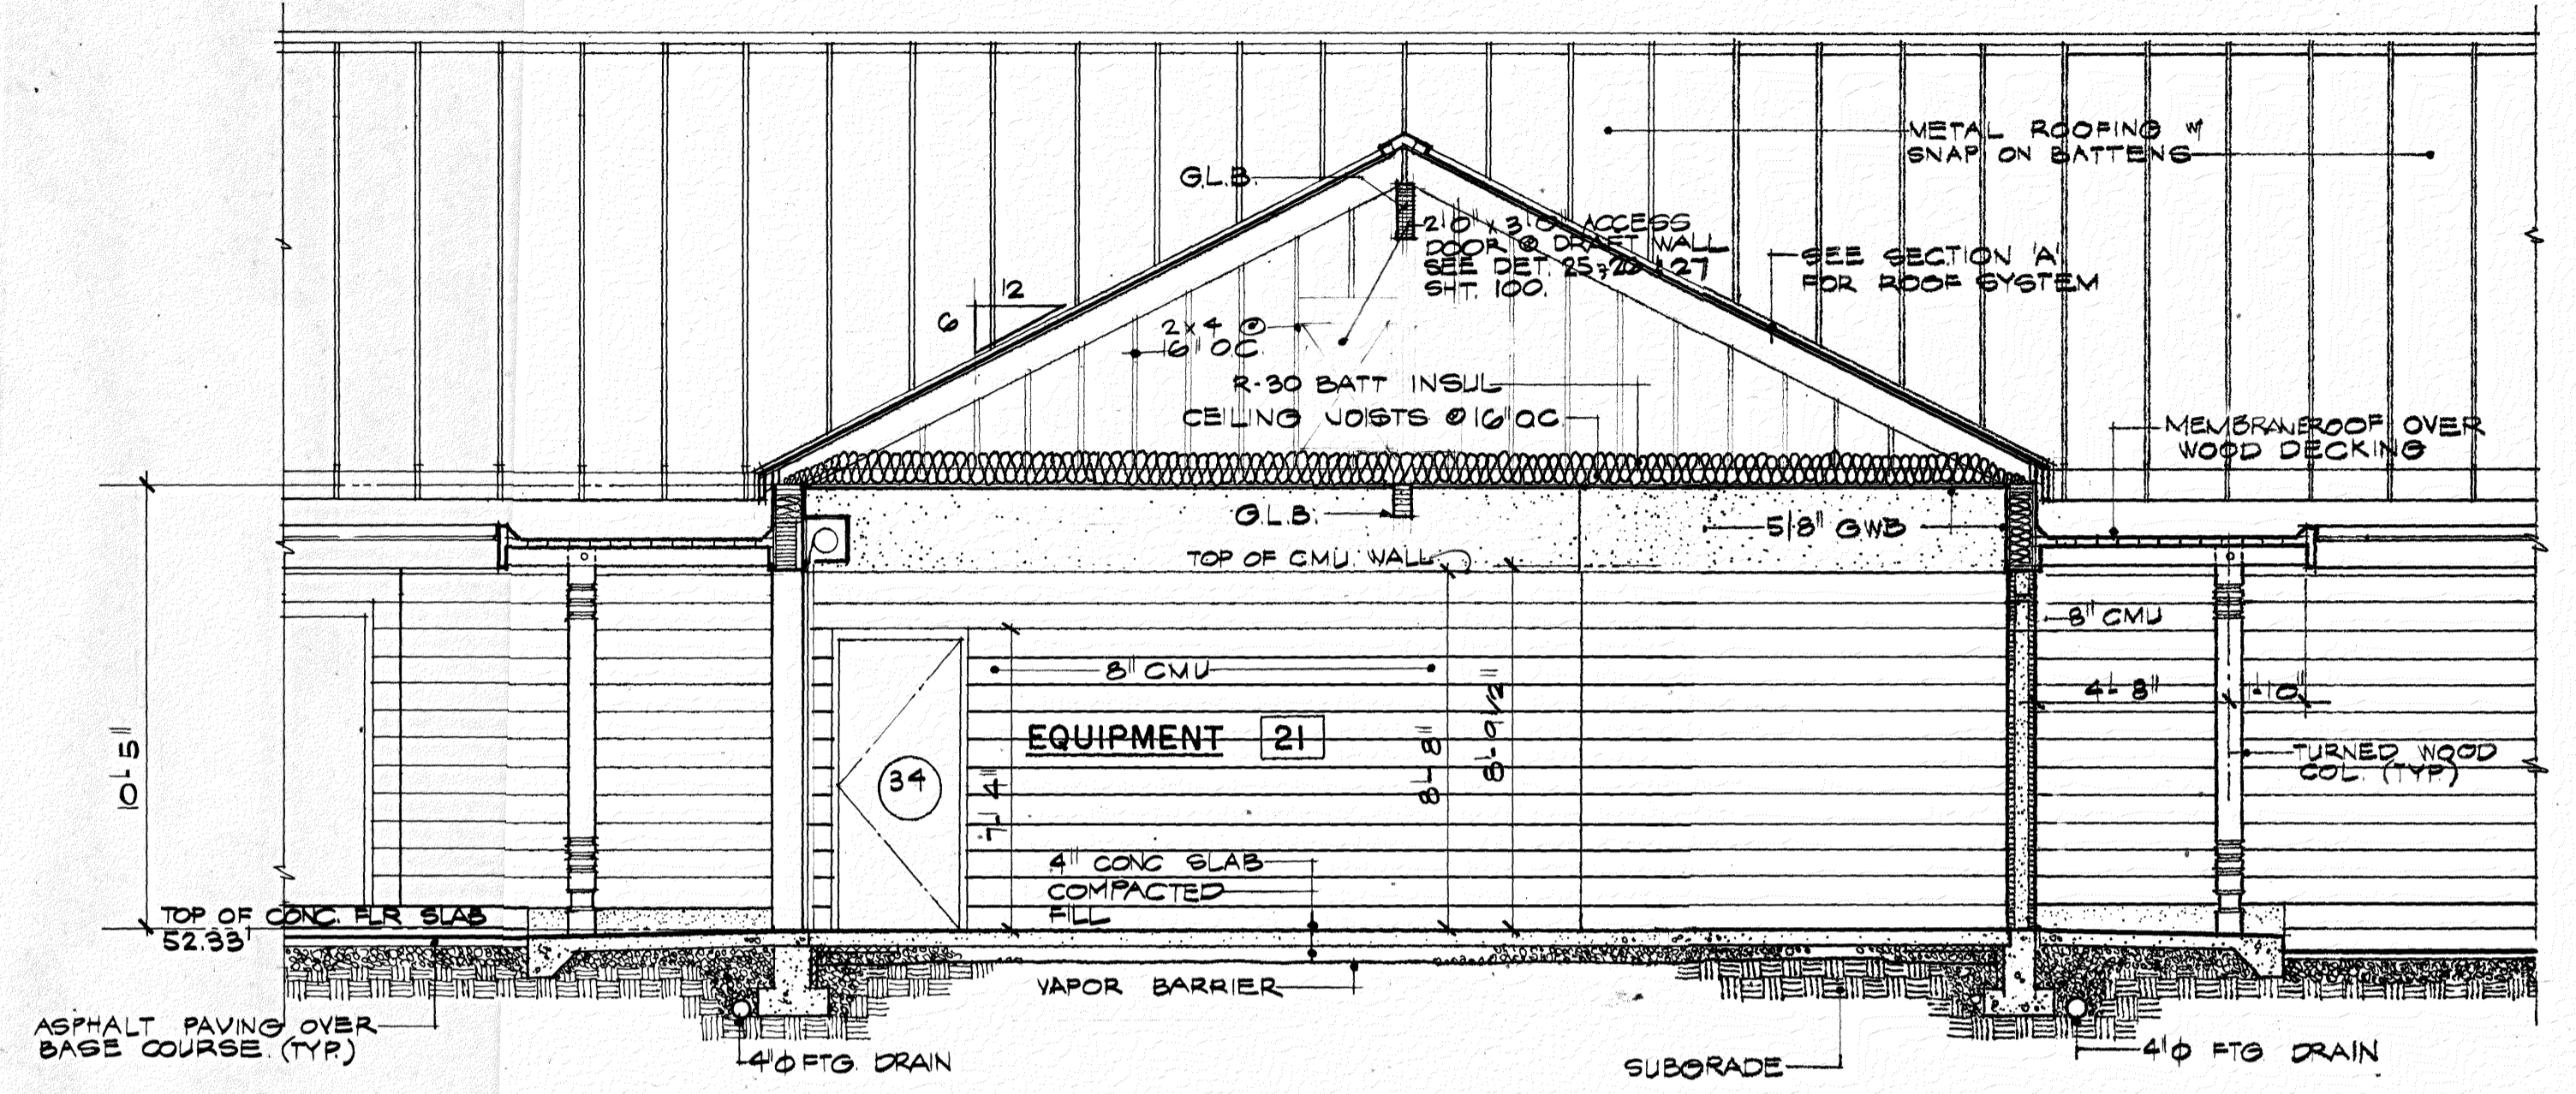 METAL ROOFING W/
SNAP ON BATTENS
G.L.B.
2'0" x 3'0" ACCESS
DOOR @ DRAFT WALL
SEE DET. 25, 26 & 27
SHT. 100.
SEE SECTION 'A'
FOR ROOF SYSTEM
12
6
2x4 @
16" O.C.
R-30 BATT INSUL
CEILING JOISTS @ 16" OC
MEMBRANE ROOF OVER
WOOD DECKING
G.L.B.
5/8" GWB
TOP OF CMU WALL
8" CMU
8" CMU
4'-8"
1'-10"
EQUIPMENT 21
34
7'-4"
8'-8"
8'-9 1/2"
10'-5"
TURNED WOOD
COL. (TYP.)
4" CONC SLAB
COMPACTED
FILL
TOP OF CONC. FLR SLAB
52.33'
VAPOR BARRIER
ASPHALT PAVING OVER
BASE COURSE. (TYP.)
4"φ FTG. DRAIN
SUBGRADE
4"φ FTG DRAIN